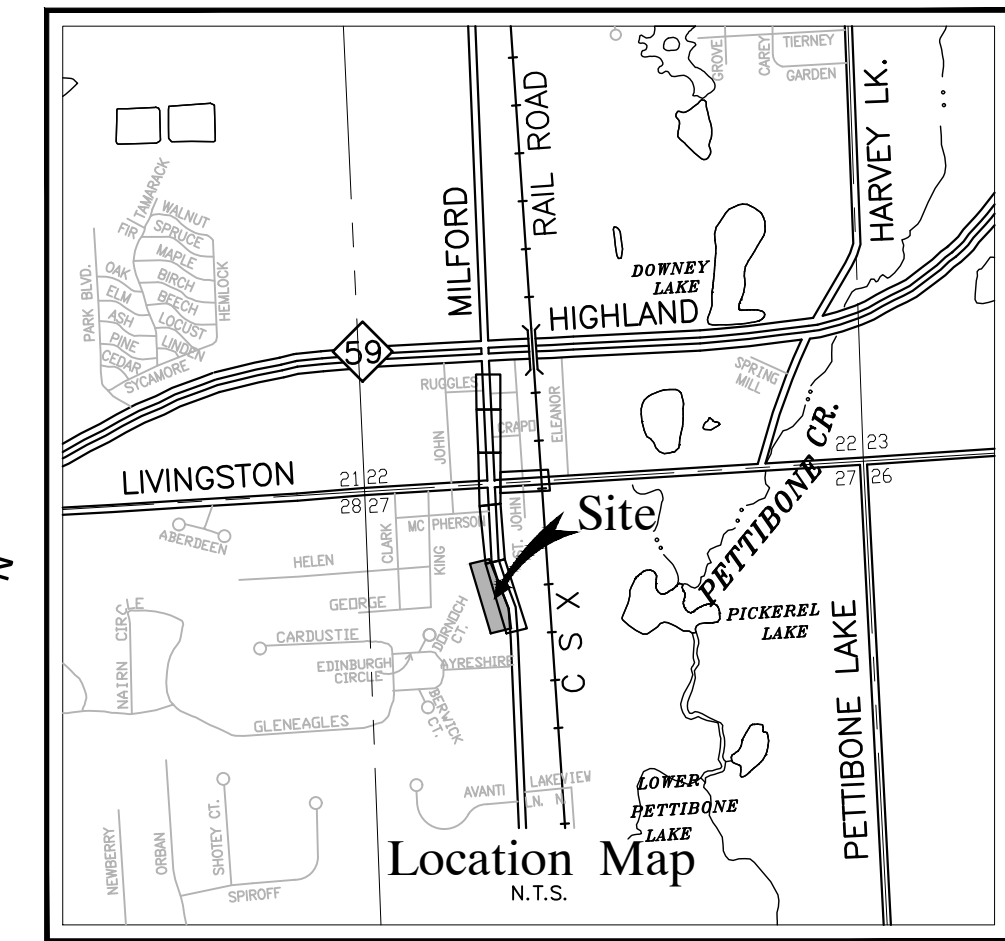 GROVE
CAREY
TIERNEY
GARDEN
HARVEY LK.
RAIL ROAD
MILFORD
TAMARACK
FIR
WALNUT
SPRUCE
MAPLE
BIRCH
BEECH
LOCUST
LINDEN
HEMLOCK
PARK BLVD.
OAK
ELM
ASH
PINE
CEDAR
SYCAMORE
DOWNEY
LAKE
HIGHLAND
59
SPRING
MILL
RUGGLES
JOHN
CRAPO
ELEANOR
PETTIBONE CR.
22 23
27 26
LIVINGSTON
21 22
28 27
ABERDEEN
CLARK
MC PHERSON
KING
ST. JOHN
Site
HELEN
GEORGE
N
NAIRN CIRCLE
CARDUSTIE
DORNOCH
CT.
EDINBURGH
CIRCLE
AYRESHIRE
BERWICK
CT.
GLENEAGLES
C S X
PICKEREL
LAKE
PETTIBONE LAKE
AVANTI
LAKEVIEW
LN. N
LOWER
PETTIBONE
LAKE
NEWBERRY
ORBAN
SHOTEY CT.
SPIROFF
Location Map
N.T.S.